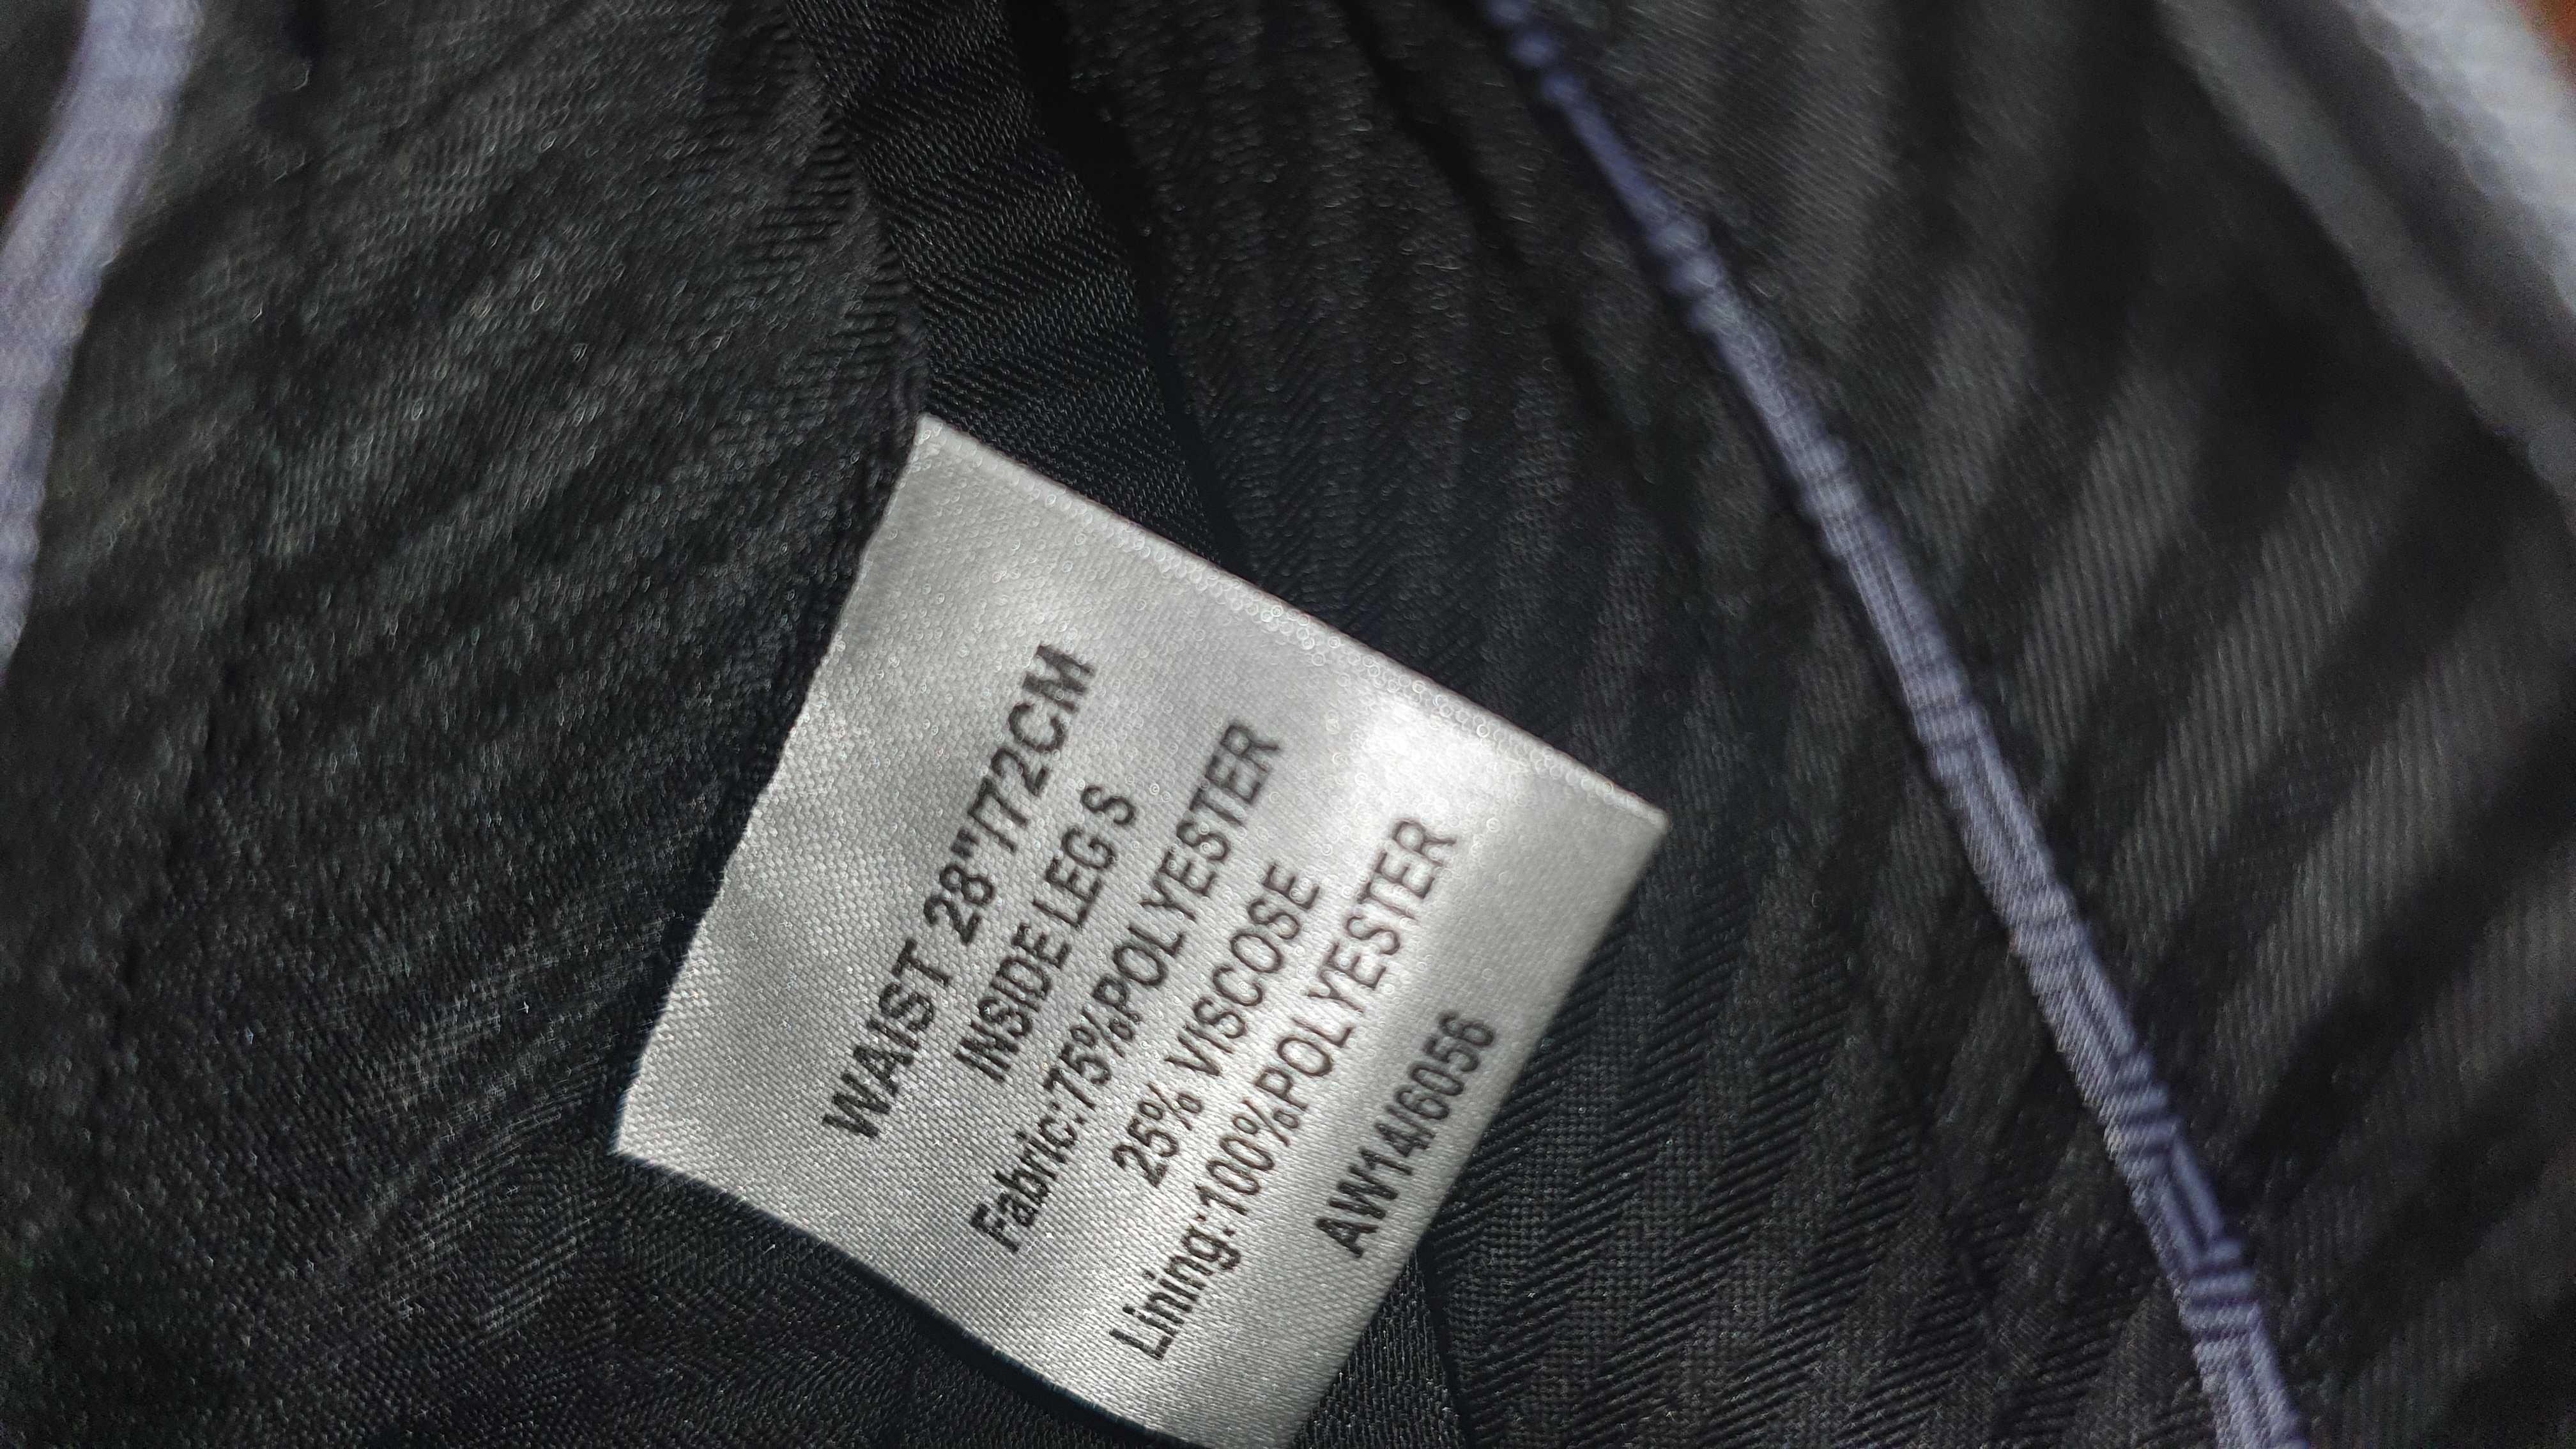 WAIST 28"/72CM
INSIDE LEG S
Fabric:75%POLYESTER
25% VISCOSE
Lining:100%POLYESTER
AW14/6056